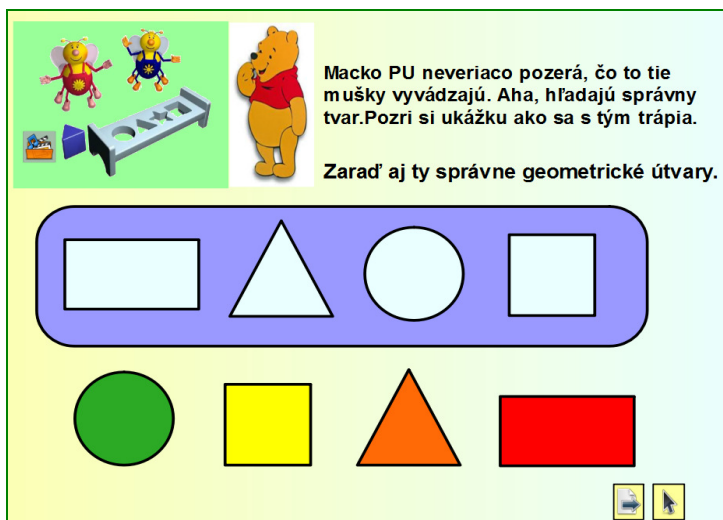 Macko PU neveriaco pozerá, čo to tie
mušky vyvádzajú. Aha, hľadajú správny
tvar.Pozri si ukážku ako sa s tým trápia.
Zaraď aj ty správne geometrické útvary.